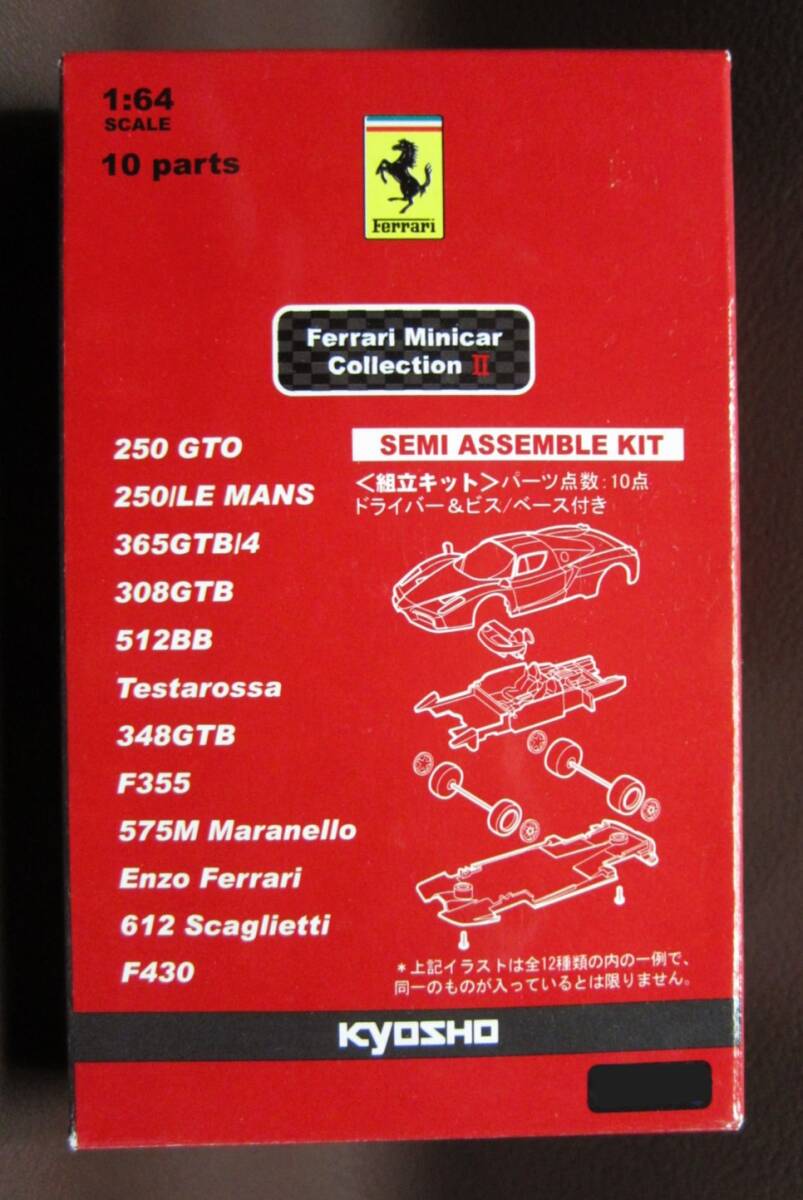 1:64
SCALE
10 parts
Ferrari
Ferrari Minicar
Collection II
250 GTO
250/LE MANS
365GTB/4
308GTB
512BB
Testarossa
348GTB
F355
575M Maranello
Enzo Ferrari
612 Scaglietti
F430
SEMI ASSEMBLE KIT
＜組立キット＞パーツ点数:10点
ドライバー＆ビス/ベース付き
＊上記イラストは全12種類の内の一例で、
同一のものが入っているとは限りません。
KYOSHO